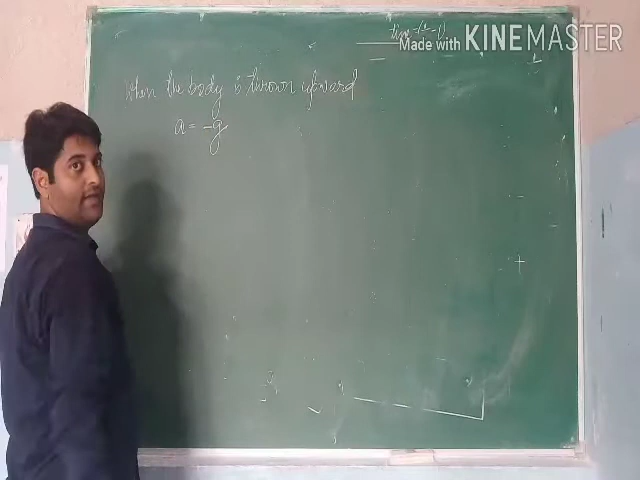 Made with KINEMASTER
When the body is thrown upward
a = -g
+